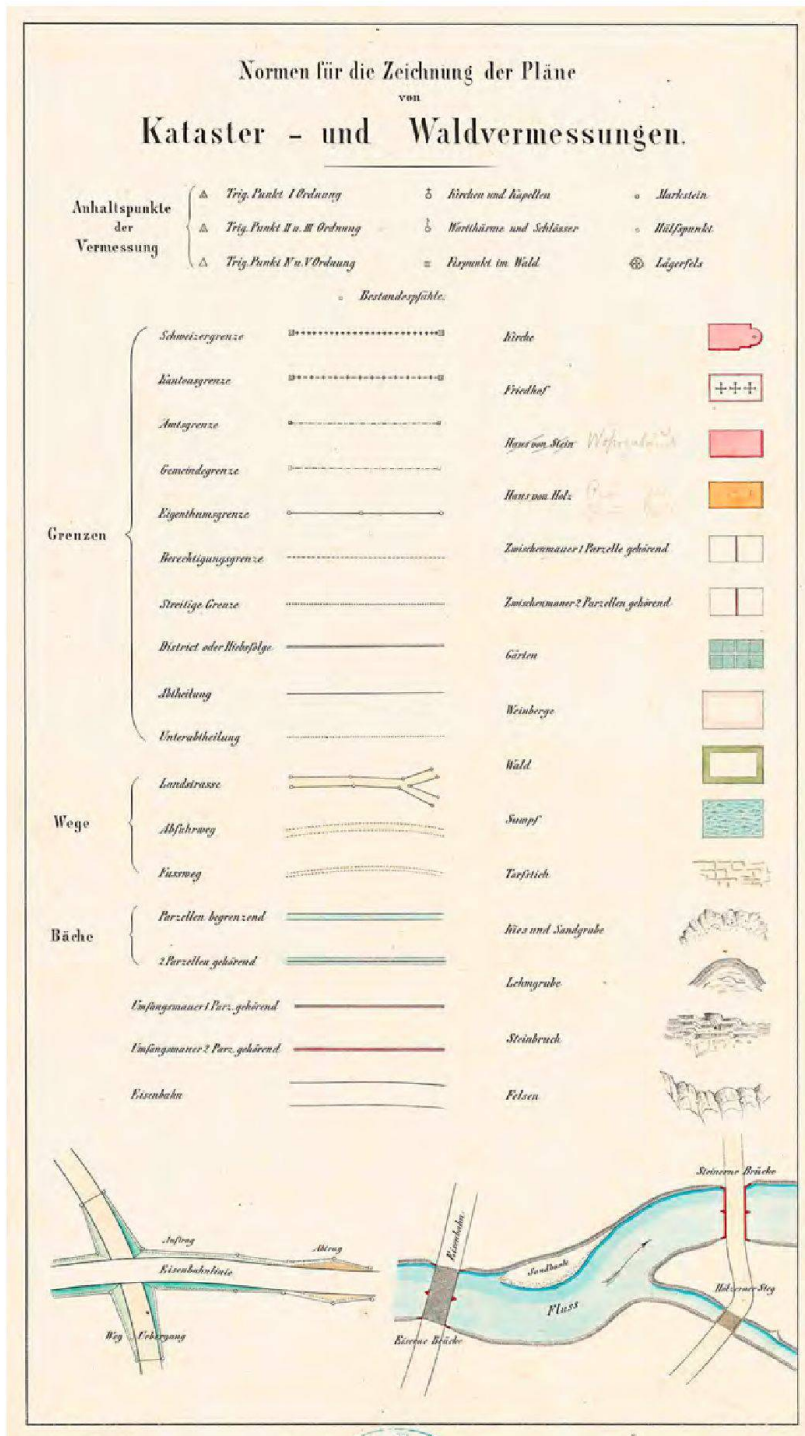 Normen für die Zeichnung der Pläne
von
Kataster - und Waldvermessungen.
Anhaltspunkte
der
Vermessung
Trig. Punkt I Ordnung
Kirchen und Kapellen
Markstein
Trig. Punkt II u. III Ordnung
Wartthürme und Schlösser
Hülfspunkt
Trig. Punkt IV u. V Ordnung
Fixpunkt im Wald
Lägerfels
Bestandespfähle.
Grenzen
Schweizergrenze
Kantonsgrenze
Amtsgrenze
Gemeindegrenze
Eigenthumsgrenze
Berechtigungsgrenze
Streitige Grenze
District oder Hiebsfolge
Abtheilung
Unterabtheilung
Wege
Landstrasse
Abfuhrweg
Fussweg
Bäche
Parzellen begrenzend
2 Parzellen gehörend
Umfangsmauer 1 Parz. gehörend
Umfangsmauer 2 Parz. gehörend
Eisenbahn
Kirche
Friedhof
Haus von Stein
Haus von Holz
Zwischenmauer 1 Parzelle gehörend
Zwischenmauer 2 Parzellen gehörend
Gärten
Weinberge
Wald
Sumpf
Torfstich
Kies und Sandgrube
Lehmgrube
Steinbruch
Felsen
Auftrag
Abtrag
Eisenbahnlinie
Weg Uebergang
Eisenbahn
Eiserne Brücke
Sandbank
Fluss
Steinerne Brücke
Hölzerner Steg